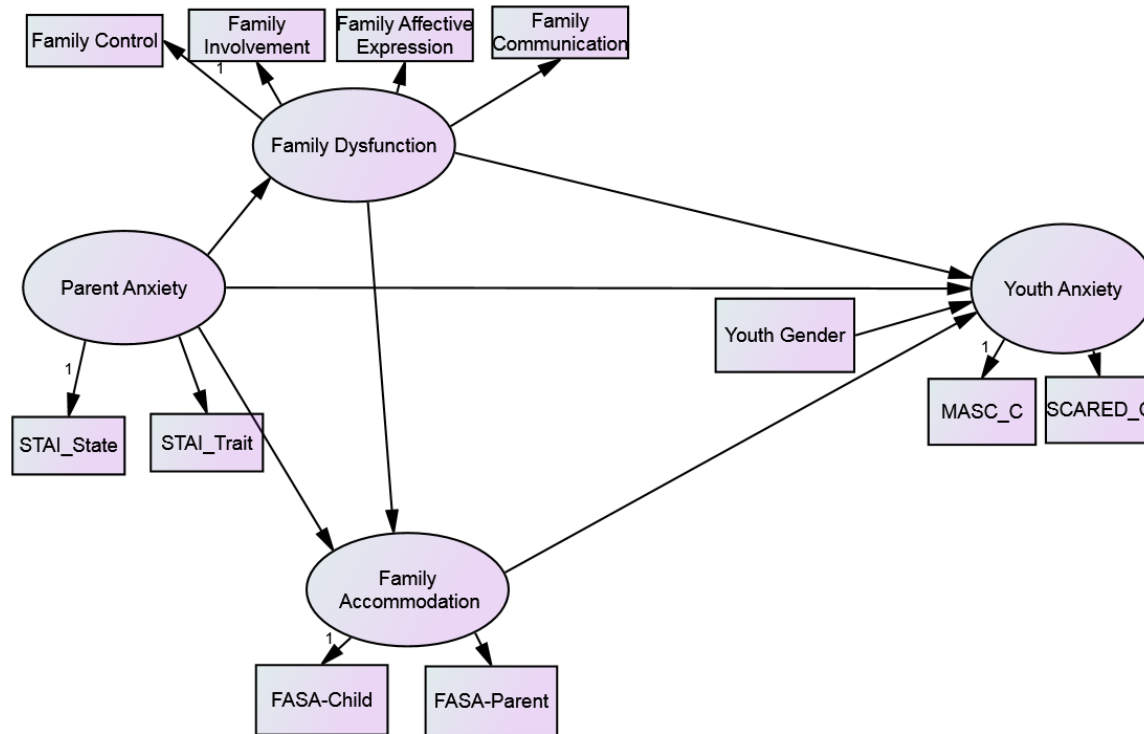 Family Control
Family
Involvement
Family Affective
Expression
Family
Communication
1
Family Dysfunction
Parent Anxiety
Youth Anxiety
Youth Gender
1
1
STAI_State
STAI_Trait
MASC_C
SCARED_C
Family
Accommodation
1
FASA-Child
FASA-Parent